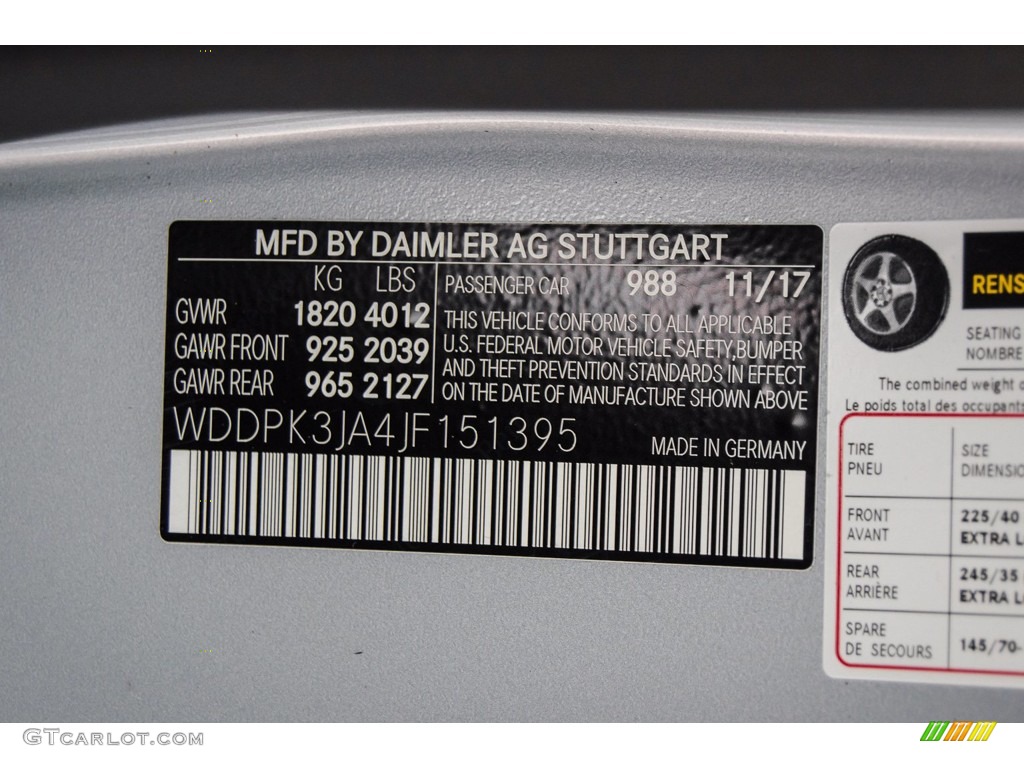 MFD BY DAIMLER AG STUTTGART
KG LBS
GVWR 1820 4012
GAWR FRONT 925 2039
GAWR REAR 965 2127
PASSENGER CAR 988 11/17
THIS VEHICLE CONFORMS TO ALL APPLICABLE
U.S. FEDERAL MOTOR VEHICLE SAFETY, BUMPER
AND THEFT PREVENTION STANDARDS IN EFFECT
ON THE DATE OF MANUFACTURE SHOWN ABOVE
WDDPK3JA4JF151395
MADE IN GERMANY
SEATING
NOMBRE
The combined weight
Le poids total des occupants
TIRE SIZE
PNEU
FRONT 225/40
AVANT EXTRA
REAR 245/35
ARRIÈRE EXTRA
SPARE
DE SECOURS 145/70-
GTCARLOT.COM